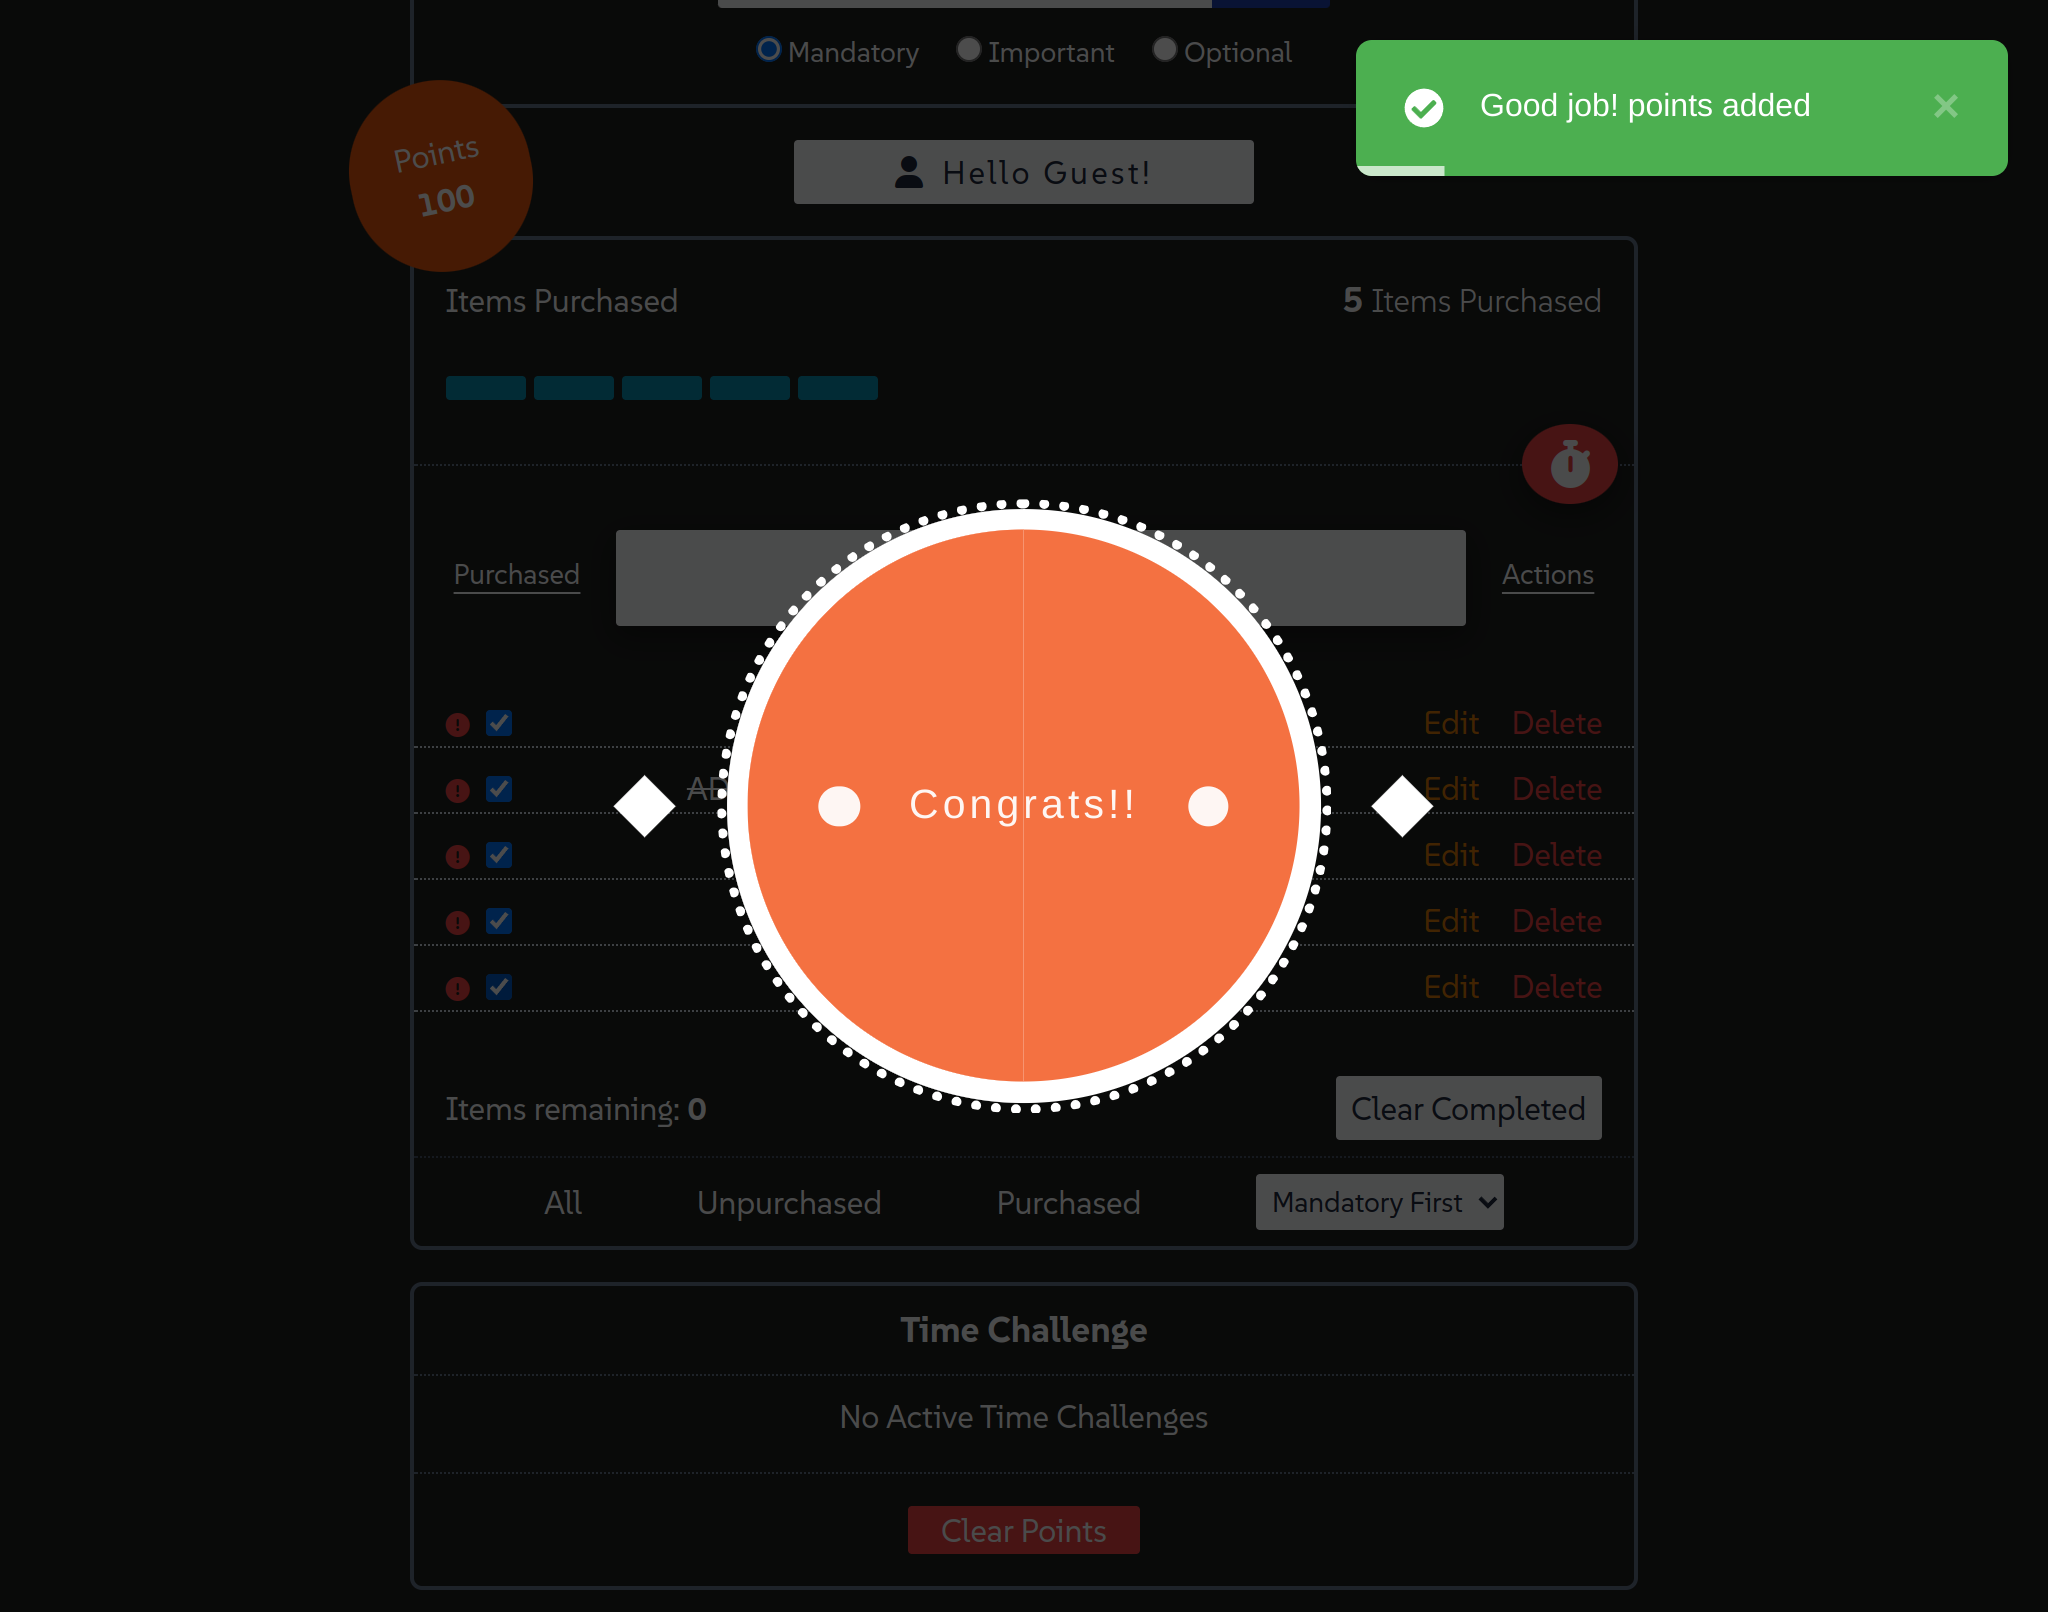 Mandatory Important Optional
Good job! points added
Points
100
Hello Guest!
Items Purchased
5 Items Purchased
Purchased
Actions
Edit Delete
Edit Delete
Congrats!!
Edit Delete
Edit Delete
Edit Delete
Items remaining: 0
Clear Completed
All Unpurchased Purchased Mandatory First
Time Challenge
No Active Time Challenges
Clear Points